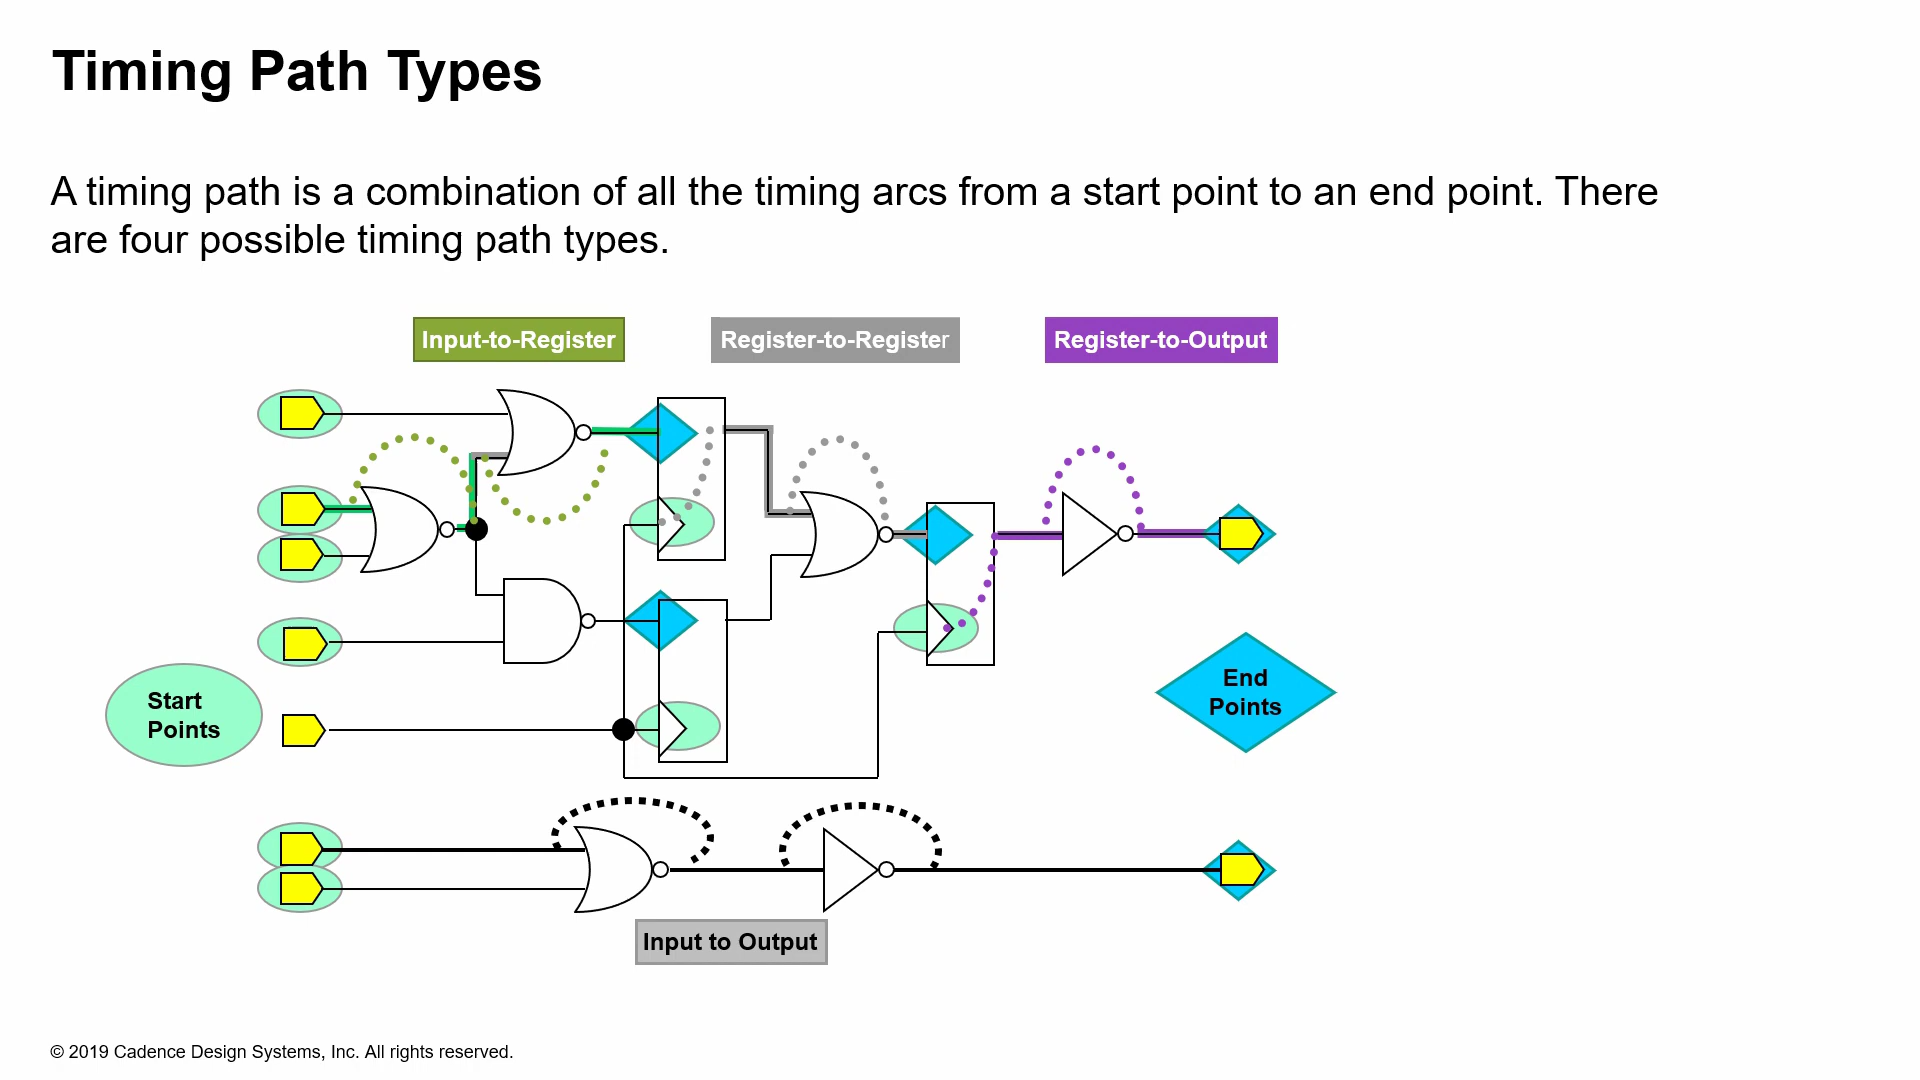 Timing Path Types
A timing path is a combination of all the timing arcs from a start point to an end point. There
are four possible timing path types.
Input-to-Register
Register-to-Register
Register-to-Output
Start
Points
End
Points
Input to Output
© 2019 Cadence Design Systems, Inc. All rights reserved.